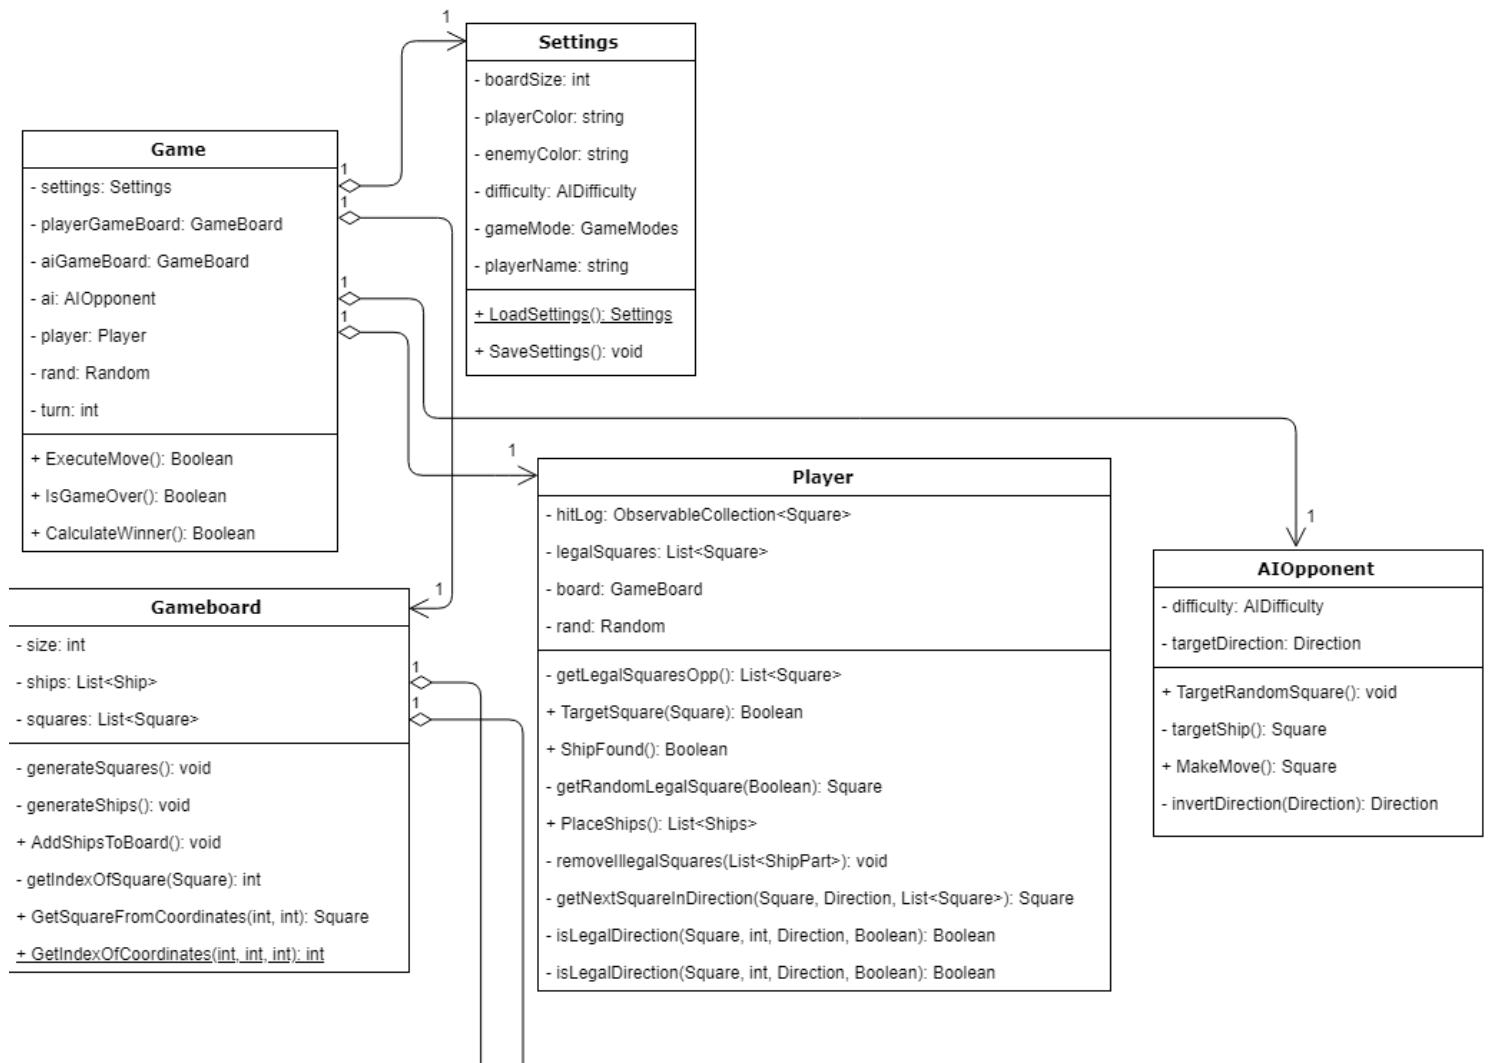 1
Settings
- boardSize: int
- playerColor: string
- enemyColor: string
- difficulty: AIDifficulty
- gameMode: GameModes
- playerName: string
+ LoadSettings(): Settings
+ SaveSettings(): void
Game
- settings: Settings
- playerGameBoard: GameBoard
- aiGameBoard: GameBoard
- ai: AIOpponent
- player: Player
- rand: Random
- turn: int
+ ExecuteMove(): Boolean
+ IsGameOver(): Boolean
+ CalculateWinner(): Boolean
1
1
1
1
1
Player
- hitLog: ObservableCollection<Square>
- legalSquares: List<Square>
- board: GameBoard
- rand: Random
- getLegalSquaresOpp(): List<Square>
+ TargetSquare(Square): Boolean
+ ShipFound(): Boolean
- getRandomLegalSquare(Boolean): Square
+ PlaceShips(): List<Ships>
- removeIllegalSquares(List<ShipPart>): void
- getNextSquareInDirection(Square, Direction, List<Square>): Square
- isLegalDirection(Square, int, Direction, Boolean): Boolean
- isLegalDirection(Square, int, Direction, Boolean): Boolean
1
AIOpponent
- difficulty: AIDifficulty
- targetDirection: Direction
+ TargetRandomSquare(): void
- targetShip(): Square
+ MakeMove(): Square
- invertDirection(Direction): Direction
1
Gameboard
- size: int
- ships: List<Ship>
- squares: List<Square>
- generateSquares(): void
- generateShips(): void
+ AddShipsToBoard(): void
- getIndexOfSquare(Square): int
+ GetSquareFromCoordinates(int, int): Square
+ GetIndexOfCoordinates(int, int, int): int
1
1